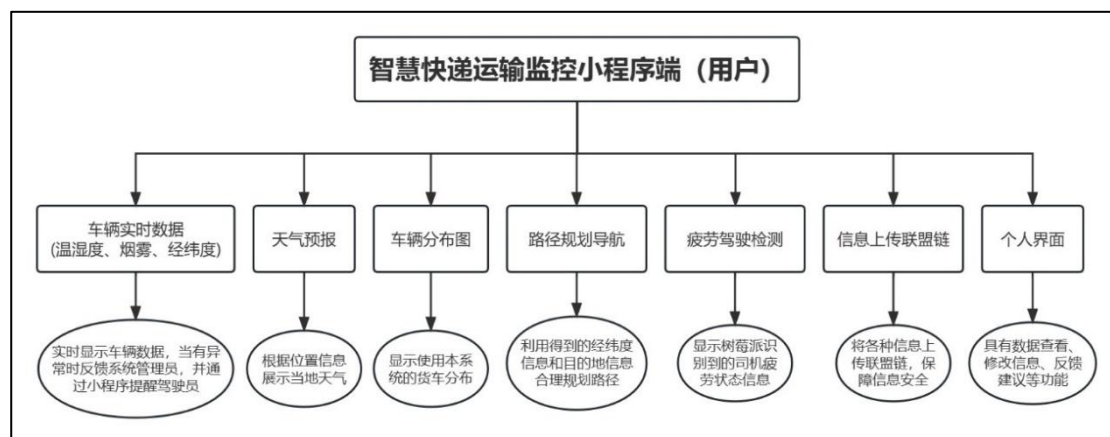 智慧快递运输监控小程序端（用户）
车辆实时数据
(温湿度、烟雾、经纬度)
天气预报
车辆分布图
路径规划导航
疲劳驾驶检测
信息上传联盟链
个人界面
实时显示车辆数据，当有异
常时反馈系统管理员，并通
过小程序提醒驾驶员
根据位置信息
展示当地天气
显示使用本系
统的货车分布
利用得到的经纬度
信息和目的地信息
合理规划路径
显示树莓派识
别到的司机疲
劳状态信息
将各种信息上
传联盟链，保
障信息安全
具有数据查看、
修改信息、反馈
建议等功能